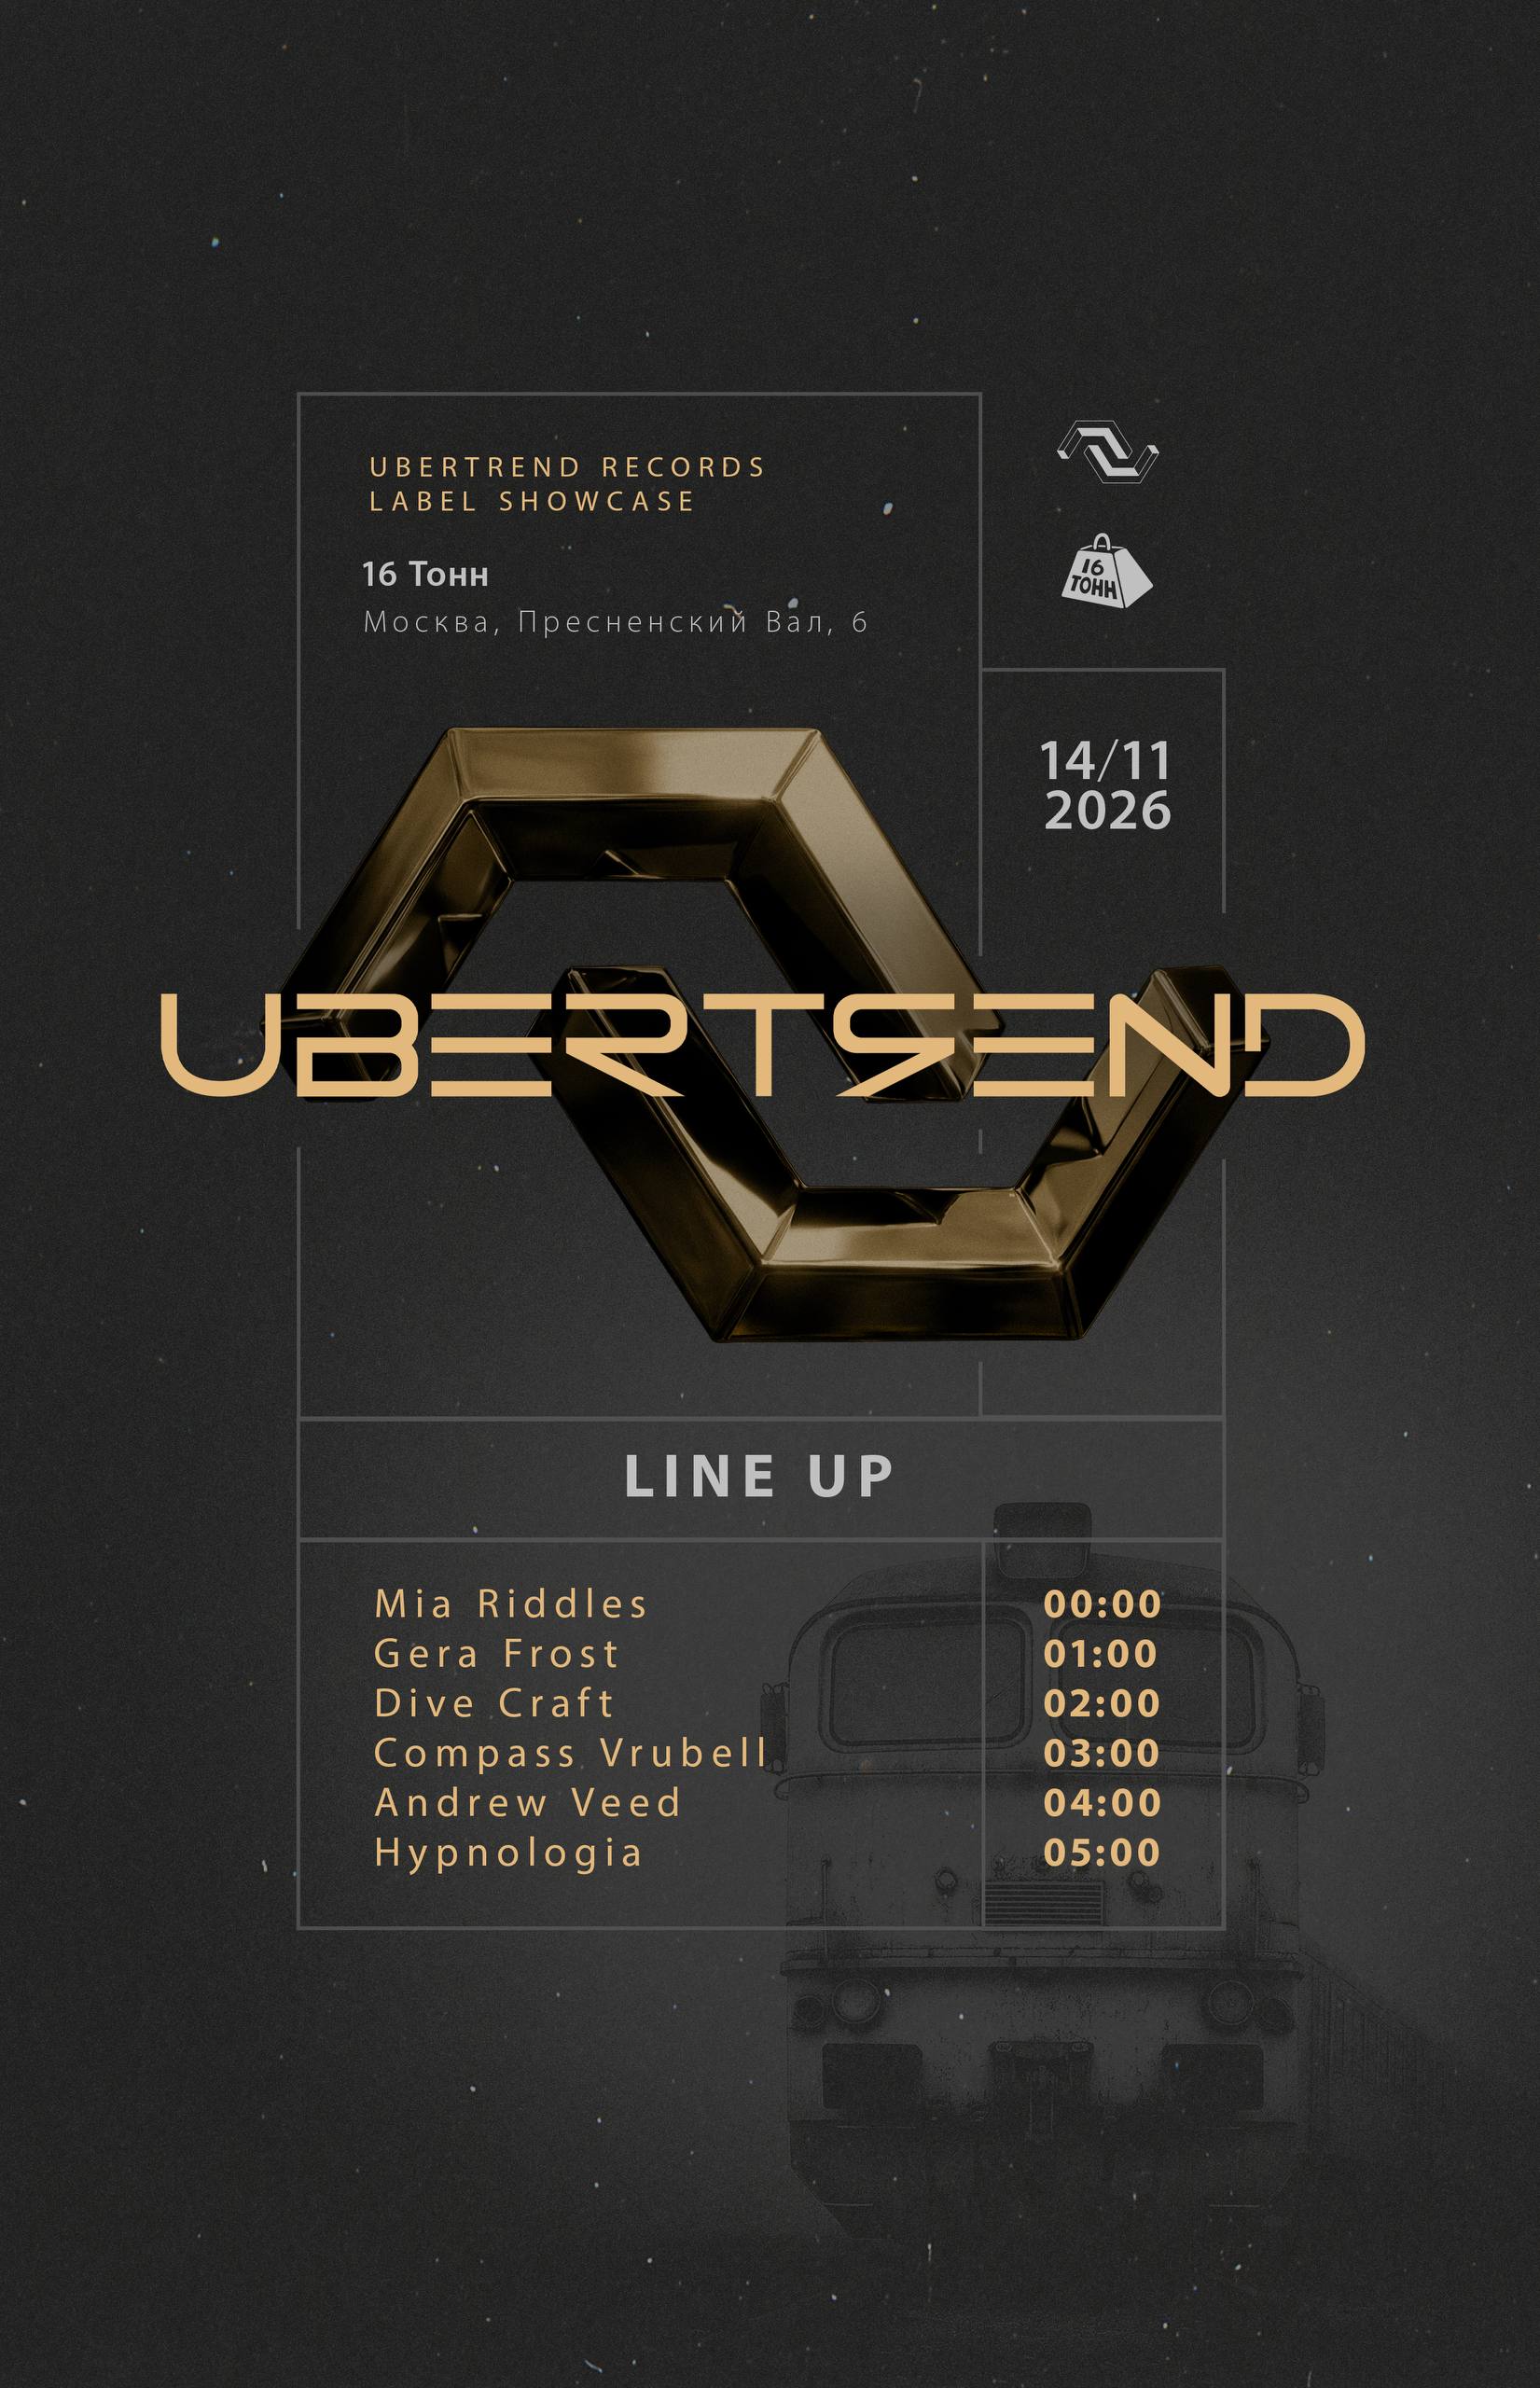 UBERTREND RECORDS
LABEL SHOWCASE
16 Тонн
Москва, Пресненский Вал, 6
16
ТОНН
14/11
2026
UBERTREND
LINE UP
Mia Riddles 00:00
Gera Frost 01:00
Dive Craft 02:00
Compass Vrubell 03:00
Andrew Veed 04:00
Hypnologia 05:00